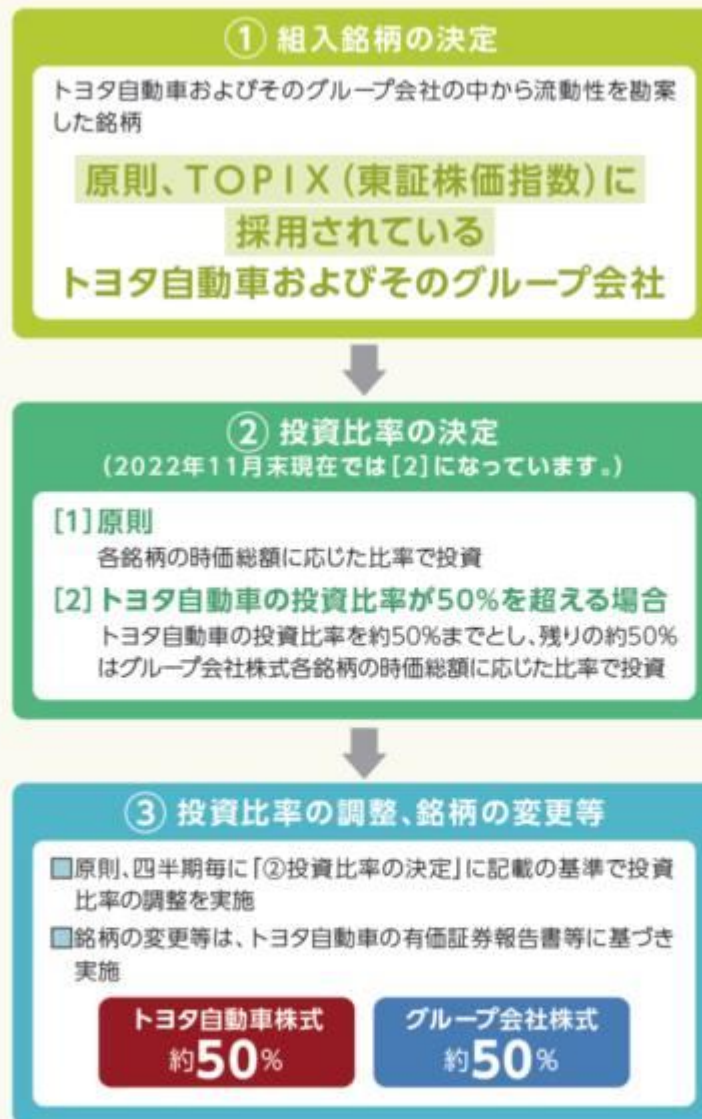 ① 組入銘柄の決定
トヨタ自動車およびそのグループ会社の中から流動性を勘案
した銘柄
原則、TOPIX(東証株価指数)に
採用されている
トヨタ自動車およびそのグループ会社
② 投資比率の決定
(2022年11月末現在では[2]になっています。)
[1]原則
各銘柄の時価総額に応じた比率で投資
[2]トヨタ自動車の投資比率が50%を超える場合
トヨタ自動車の投資比率を約50%までとし、残りの約50%
はグループ会社株式各銘柄の時価総額に応じた比率で投資
③ 投資比率の調整、銘柄の変更等
■原則、四半期毎に「②投資比率の決定」に記載の基準で投資
比率の調整を実施
■銘柄の変更等は、トヨタ自動車の有価証券報告書等に基づき
実施
トヨタ自動車株式
約50%
グループ会社株式
約50%